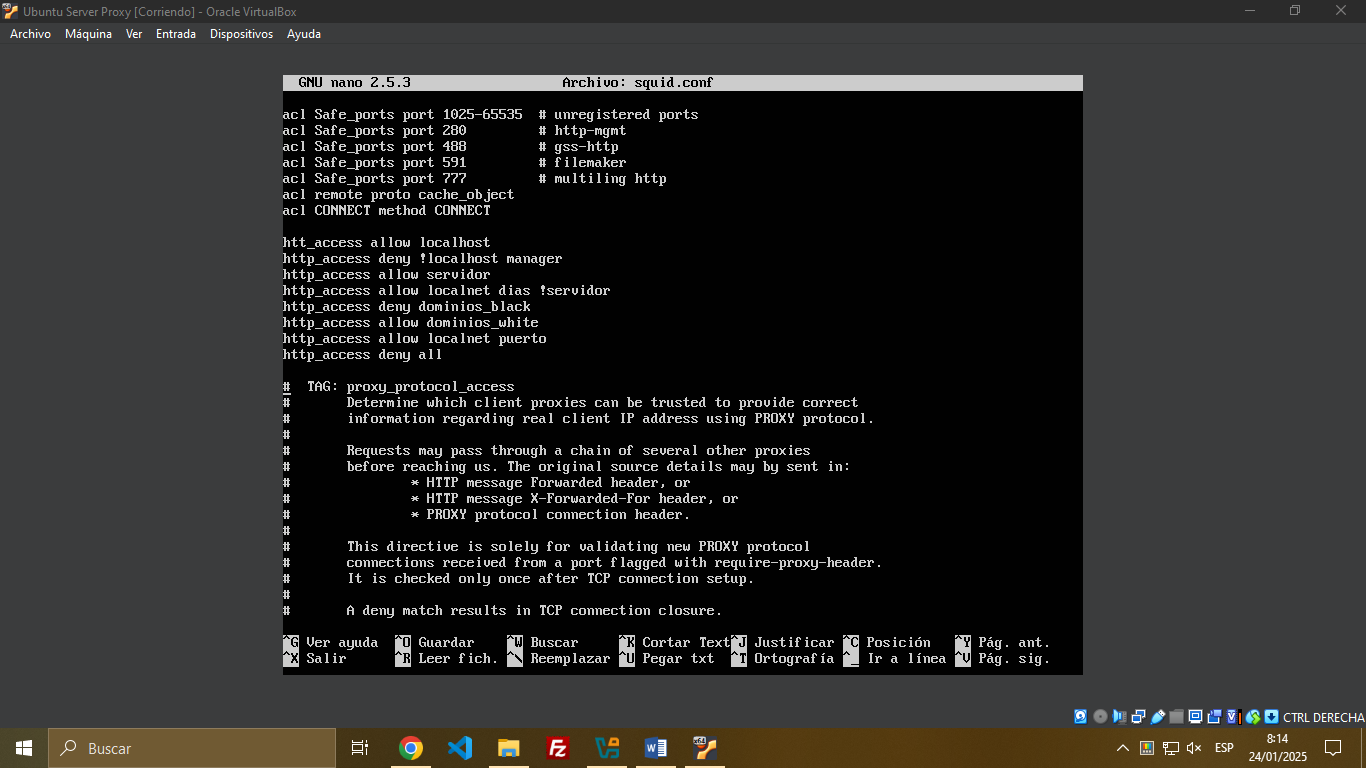 Ubuntu Server Proxy [Corriendo] - Oracle VirtualBox
Archivo Máquina Ver Entrada Dispositivos Ayuda
GNU nano 2.5.3 Archivo: squid.conf
acl Safe_ports port 1025-65535 # unregistered ports
acl Safe_ports port 280 # http-mgmt
acl Safe_ports port 488 # gss-http
acl Safe_ports port 591 # filemaker
acl Safe_ports port 777 # multiling http
acl remote proto cache_object
acl CONNECT method CONNECT
htt_access allow localhost
http_access deny !localhost manager
http_access allow servidor
http_access allow localnet dias !servidor
http_access deny dominios_black
http_access allow dominios_white
http_access allow localnet puerto
http_access deny all
# TAG: proxy_protocol_access
# Determine which client proxies can be trusted to provide correct
# information regarding real client IP address using PROXY protocol.
#
# Requests may pass through a chain of several other proxies
# before reaching us. The original source details may by sent in:
# * HTTP message Forwarded header, or
# * HTTP message X-Forwarded-For header, or
# * PROXY protocol connection header.
#
# This directive is solely for validating new PROXY protocol
# connections received from a port flagged with require-proxy-header.
# It is checked only once after TCP connection setup.
#
# A deny match results in TCP connection closure.
^G Ver ayuda ^O Guardar ^W Buscar ^K Cortar Text ^J Justificar ^C Posición ^Y Pág. ant.
^X Salir ^R Leer fich. ^\ Reemplazar ^U Pegar txt ^T Ortografía ^_ Ir a línea ^V Pág. sig.
CTRL DERECHA
Buscar
ESP
8:14
24/01/2025